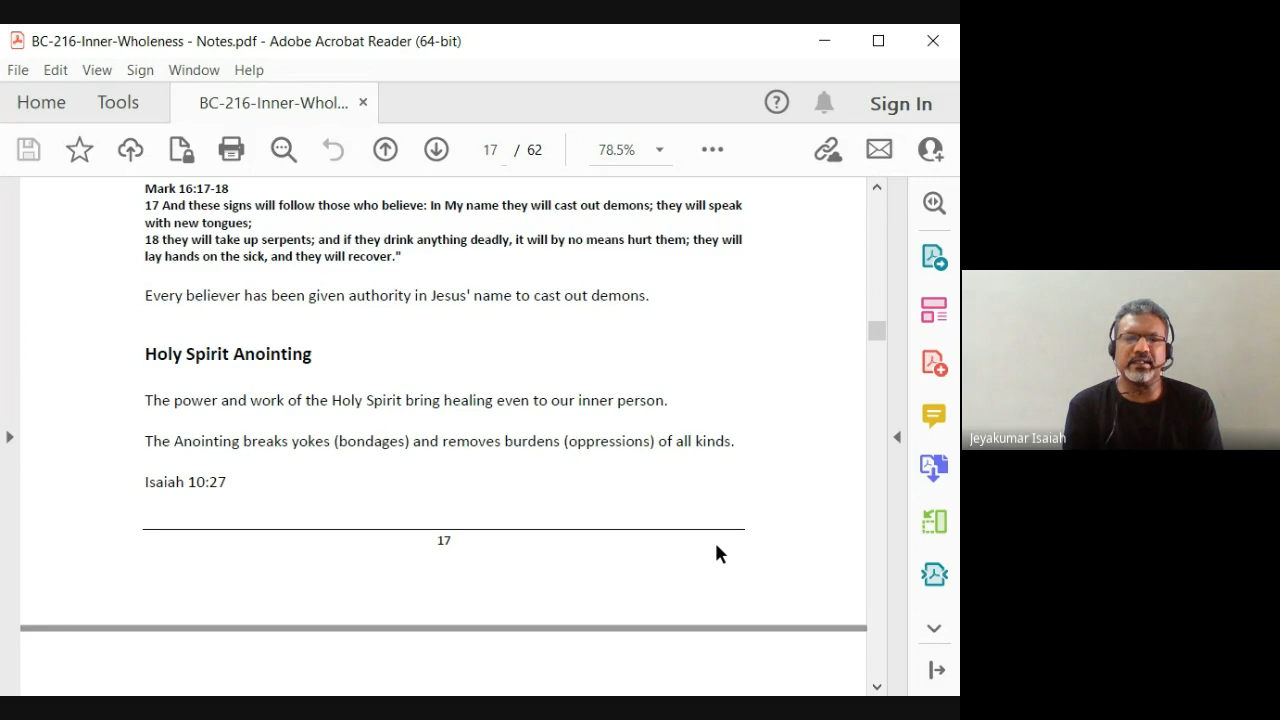 BC-216-Inner-Wholeness - Notes.pdf - Adobe Acrobat Reader (64-bit)
File Edit View Sign Window Help
Home Tools BC-216-Inner-Whol... × Sign In
17 / 62 78.5%
Mark 16:17-18
17 And these signs will follow those who believe: In My name they will cast out demons; they will speak
with new tongues;
18 they will take up serpents; and if they drink anything deadly, it will by no means hurt them; they will
lay hands on the sick, and they will recover."
Every believer has been given authority in Jesus' name to cast out demons.
Holy Spirit Anointing
The power and work of the Holy Spirit bring healing even to our inner person.
The Anointing breaks yokes (bondages) and removes burdens (oppressions) of all kinds.
Isaiah 10:27
17
Jeyakumar Isaiah